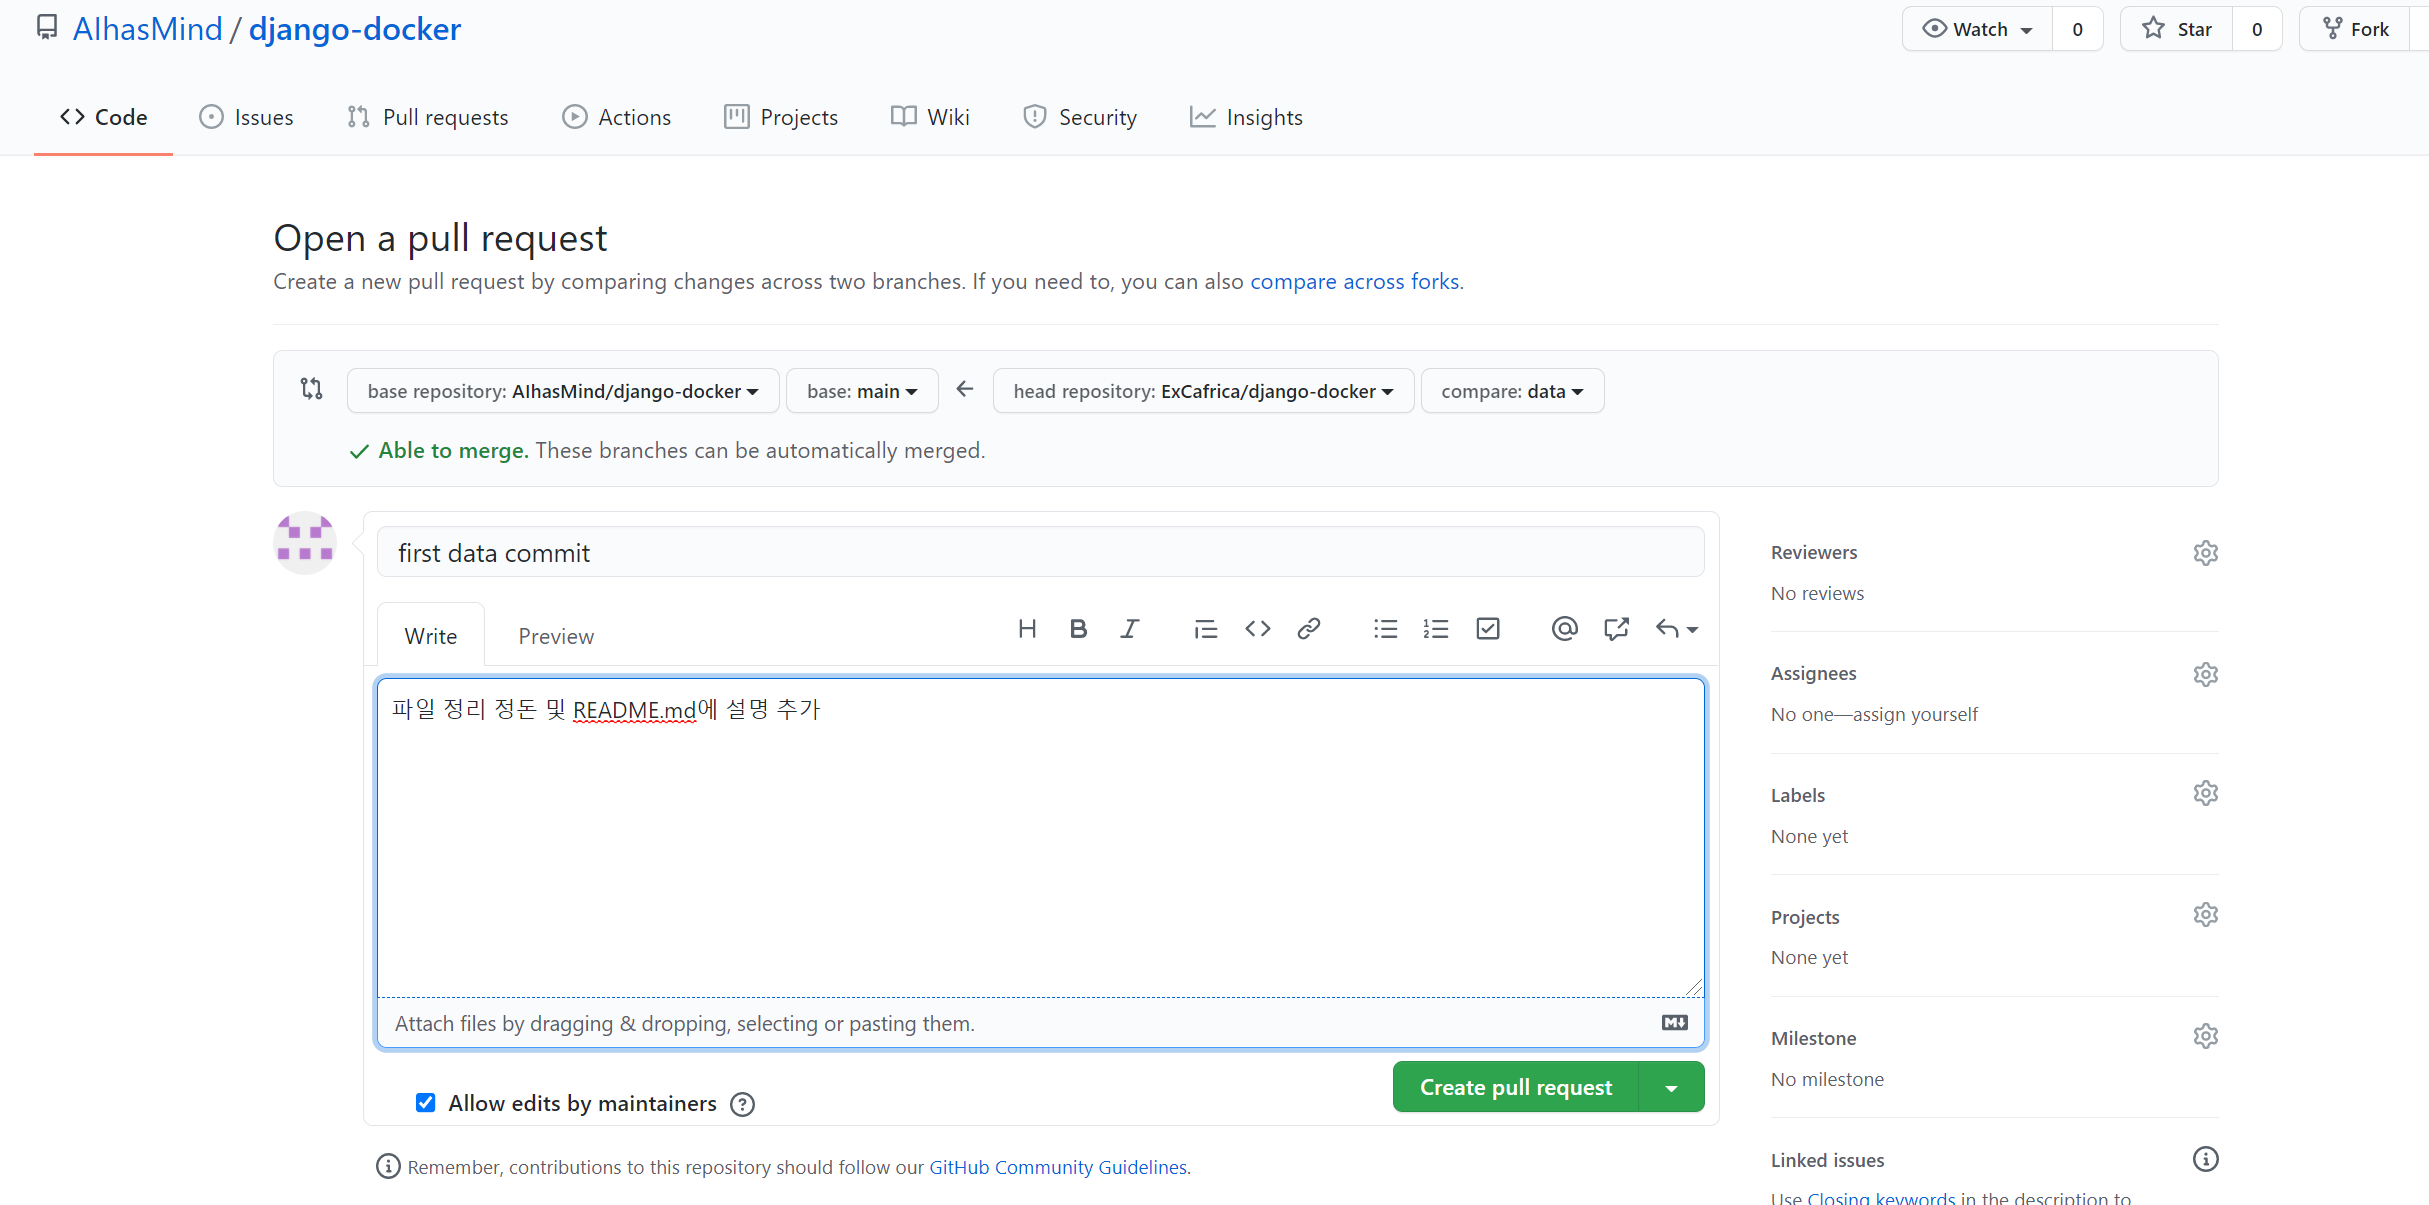 AIhasMind / django-docker
Watch 0 Star 0 Fork
Code Issues Pull requests Actions Projects Wiki Security Insights
Open a pull request
Create a new pull request by comparing changes across two branches. If you need to, you can also compare across forks.
base repository: AIhasMind/django-docker base: main head repository: ExCafrica/django-docker compare: data
Able to merge. These branches can be automatically merged.
first data commit
Write Preview
파일 정리 정돈 및 README.md에 설명 추가
Attach files by dragging & dropping, selecting or pasting them.
Allow edits by maintainers
Create pull request
Remember, contributions to this repository should follow our GitHub Community Guidelines.
Reviewers
No reviews
Assignees
No one—assign yourself
Labels
None yet
Projects
None yet
Milestone
No milestone
Linked issues
Use Closing keywords in the description to